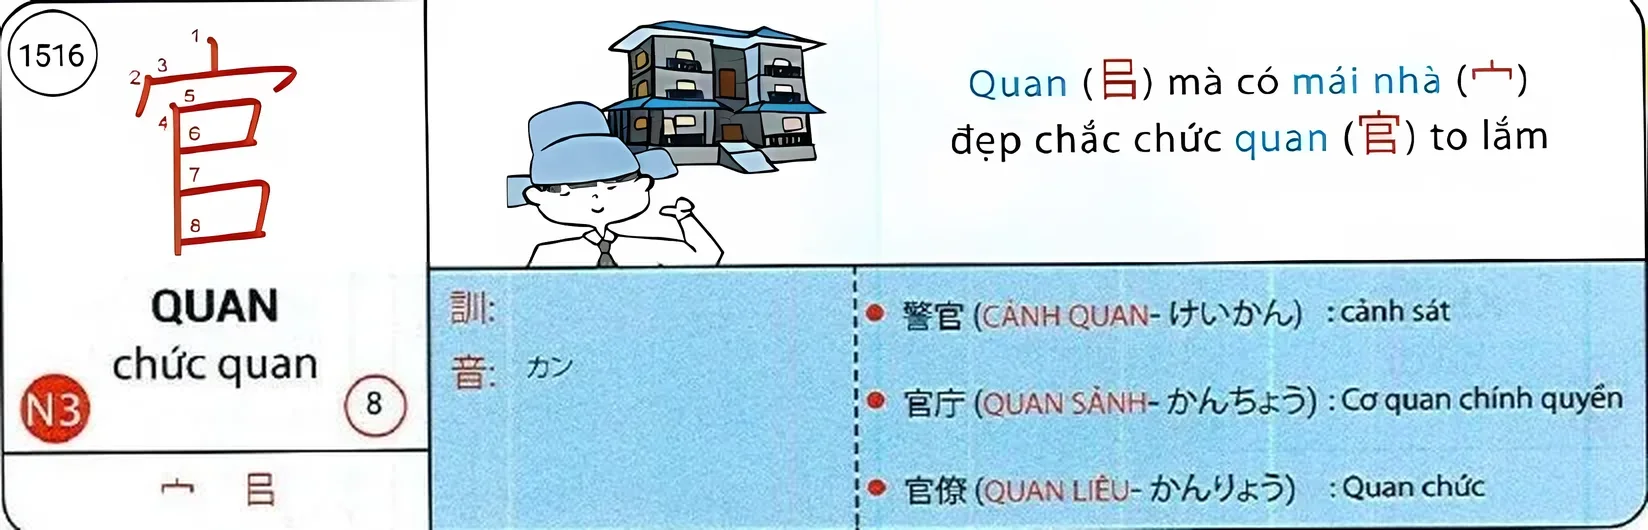 1516
1
2 3
5
4
6
7
8
官
QUAN
chức quan
N3
8
宀 㠯
Quan (㠯) mà có mái nhà (宀)
đẹp chắc chức quan (官) to lắm
訓:
音: カン
• 警官 (CẢNH QUAN- けいかん) : cảnh sát
• 官庁 (QUAN SẢNH- かんちょう) : Cơ quan chính quyền
• 官僚 (QUAN LIÊU- かんりょう) : Quan chức